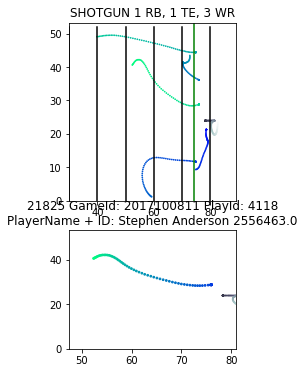 SHOTGUN 1 RB, 1 TE, 3 WR
50
40
30
20
10
0
40 60 70 80
21825 GameId: 2017100811 PlayId: 4118
PlayerName + ID: Stephen Anderson 2556463.0
40
20
0
50 60 70 80